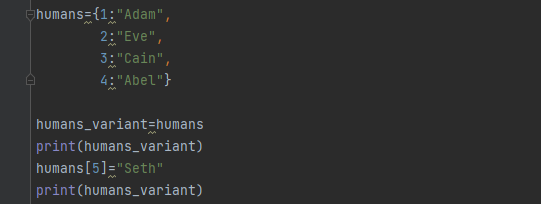 humans={1:"Adam",
        2:"Eve",
        3:"Cain",
        4:"Abel"}

humans_variant=humans
print(humans_variant)
humans[5]="Seth"
print(humans_variant)